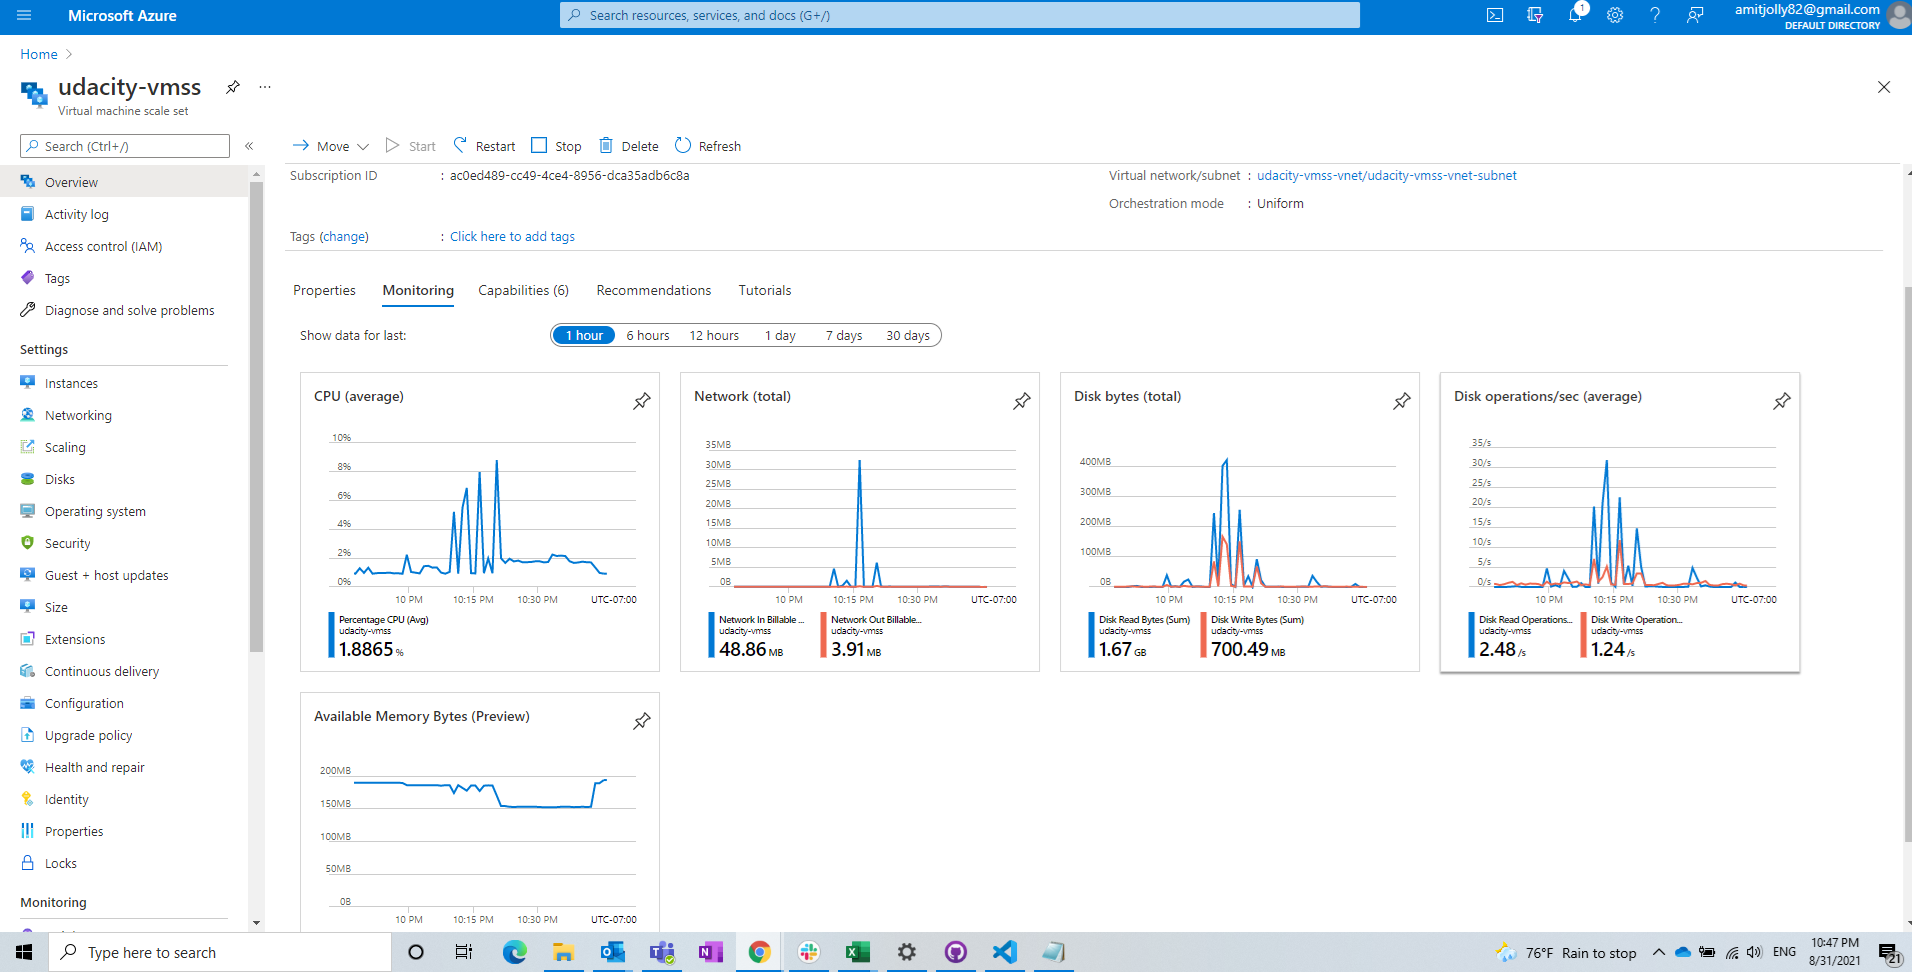 Microsoft Azure
Search resources, services, and docs (G+/)
1
amitjolly82@gmail.com
DEFAULT DIRECTORY
Home
udacity-vmss
...
Virtual machine scale set
Search (Ctrl+/)
«
Move
Start
Restart
Stop
Delete
Refresh
Overview
Activity log
Access control (IAM)
Tags
Diagnose and solve problems
Settings
Instances
Networking
Scaling
Disks
Operating system
Security
Guest + host updates
Size
Extensions
Continuous delivery
Configuration
Upgrade policy
Health and repair
Identity
Properties
Locks
Monitoring
Subscription ID : ac0ed489-cc49-4ce4-8956-dca35adb6c8a
Virtual network/subnet : udacity-vmss-vnet/udacity-vmss-vnet-subnet
Orchestration mode : Uniform
Tags (change) : Click here to add tags
Properties Monitoring Capabilities (6) Recommendations Tutorials
Show data for last: 1 hour 6 hours 12 hours 1 day 7 days 30 days
CPU (average)
10%
8%
6%
4%
2%
0%
10 PM 10:15 PM 10:30 PM UTC-07:00
Percentage CPU (Avg)
udacity-vmss
1.8865 %
Network (total)
35MB
30MB
25MB
20MB
15MB
10MB
5MB
0B
10 PM 10:15 PM 10:30 PM UTC-07:00
Network In Billable ...
udacity-vmss
48.86 MB
Network Out Billable...
udacity-vmss
3.91 MB
Disk bytes (total)
400MB
300MB
200MB
100MB
0B
10 PM 10:15 PM 10:30 PM UTC-07:00
Disk Read Bytes (Sum)
udacity-vmss
1.67 GB
Disk Write Bytes (Sum)
udacity-vmss
700.49 MB
Disk operations/sec (average)
35/s
30/s
25/s
20/s
15/s
10/s
5/s
0/s
10 PM 10:15 PM 10:30 PM UTC-07:00
Disk Read Operations...
udacity-vmss
2.48 /s
Disk Write Operation...
udacity-vmss
1.24 /s
Available Memory Bytes (Preview)
200MB
150MB
100MB
50MB
0B
10 PM 10:15 PM 10:30 PM UTC-07:00
Type here to search
76°F Rain to stop
ENG
10:47 PM
8/31/2021
21